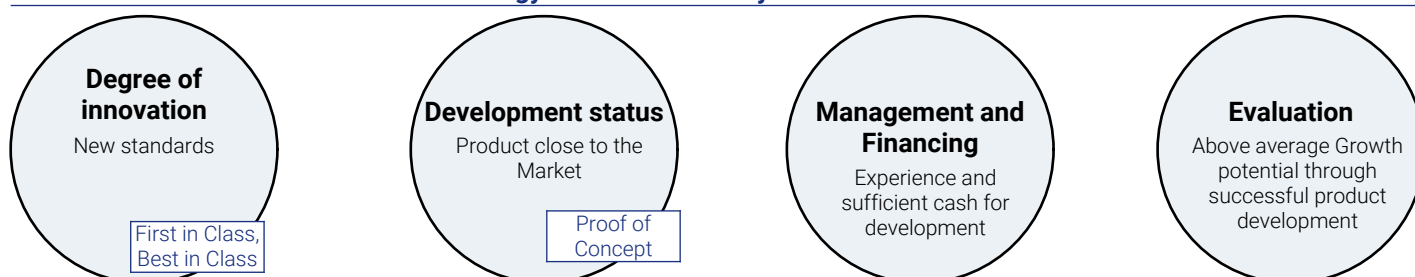 Degree of
innovation
New standards
First in Class,
Best in Class
Development status
Product close to the
Market
Proof of
Concept
Management and
Financing
Experience and
sufficient cash for
development
Evaluation
Above average Growth
potential through
successful product
development